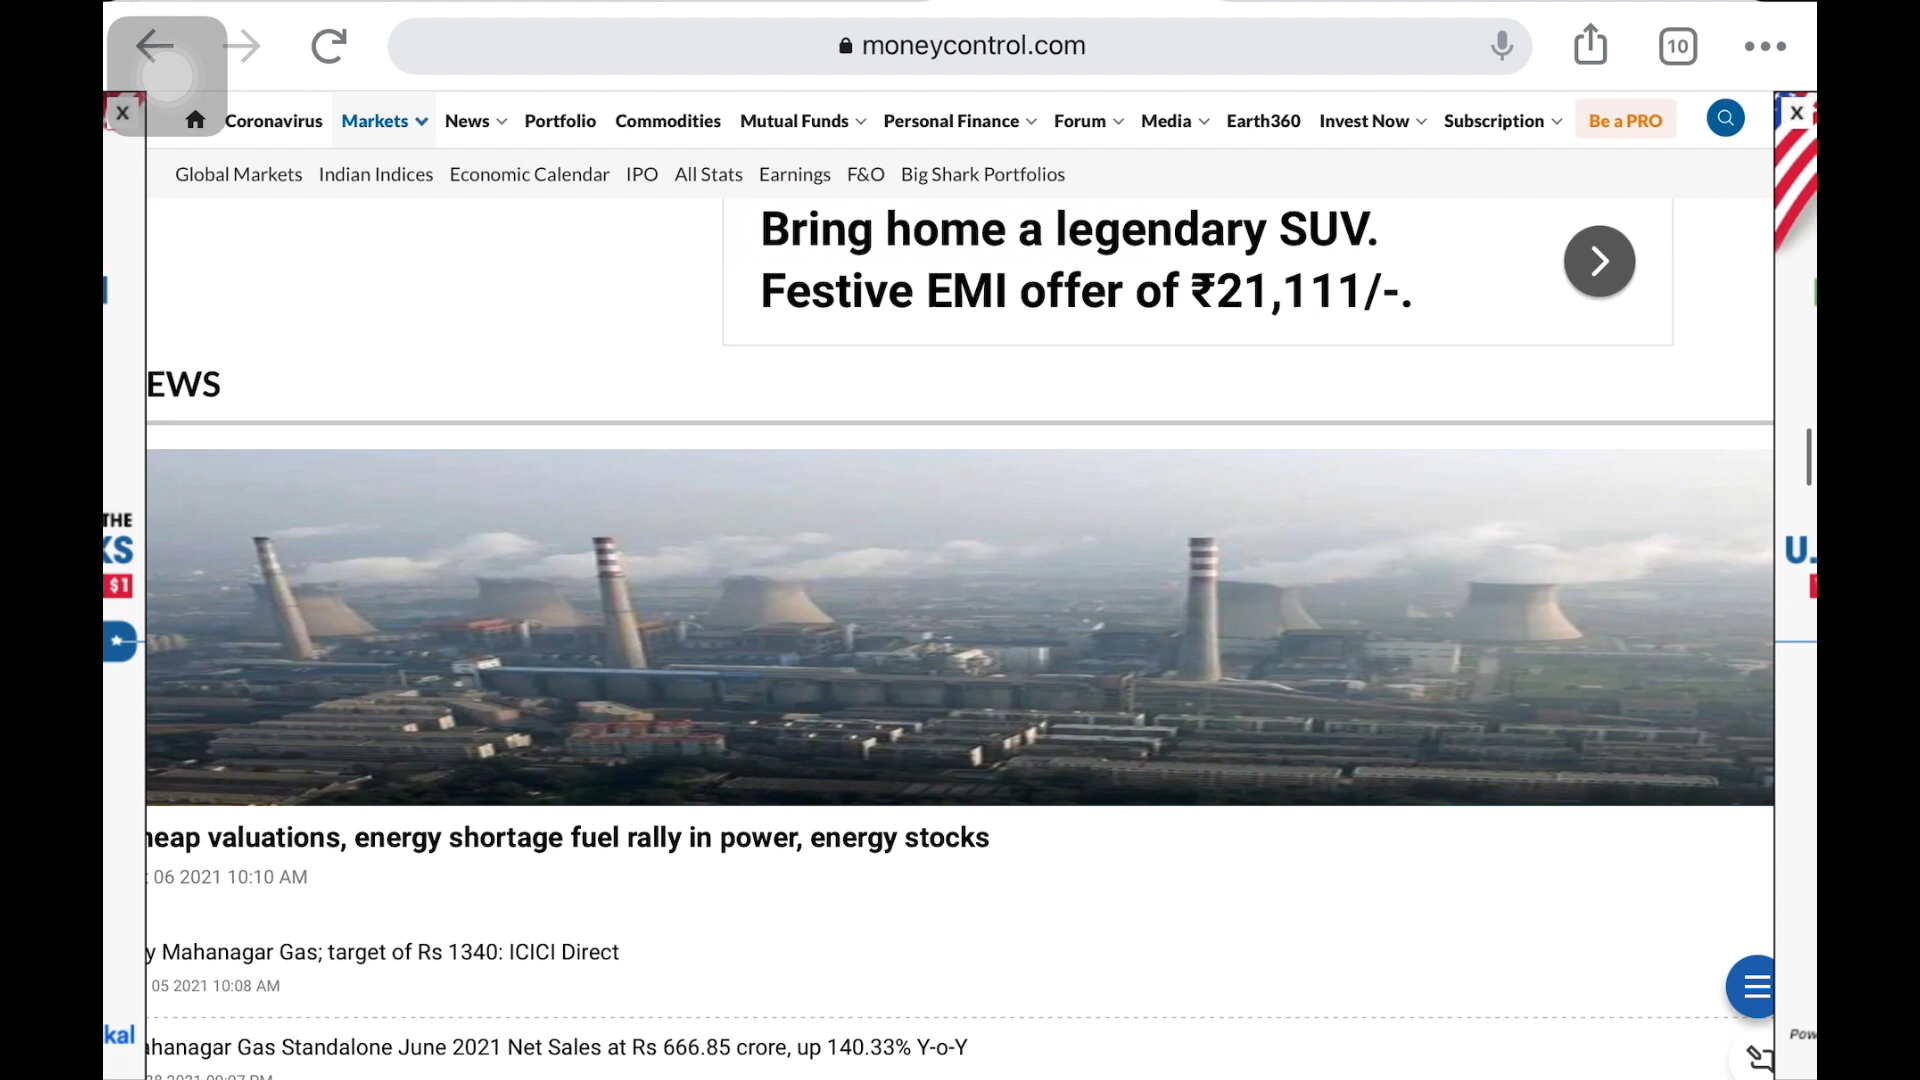 moneycontrol.com
10
X
X
Coronavirus Markets News Portfolio Commodities Mutual Funds Personal Finance Forum Media Earth360 Invest Now Subscription Be a PRO
Global Markets Indian Indices Economic Calendar IPO All Stats Earnings F&O Big Shark Portfolios
Bring home a legendary SUV.
Festive EMI offer of ₹21,111/-.
EWS
THE
KS
$1
U.
heap valuations, energy shortage fuel rally in power, energy stocks
06 2021 10:10 AM
y Mahanagar Gas; target of Rs 1340: ICICI Direct
05 2021 10:08 AM
kal
Pow
ahanagar Gas Standalone June 2021 Net Sales at Rs 666.85 crore, up 140.33% Y-o-Y